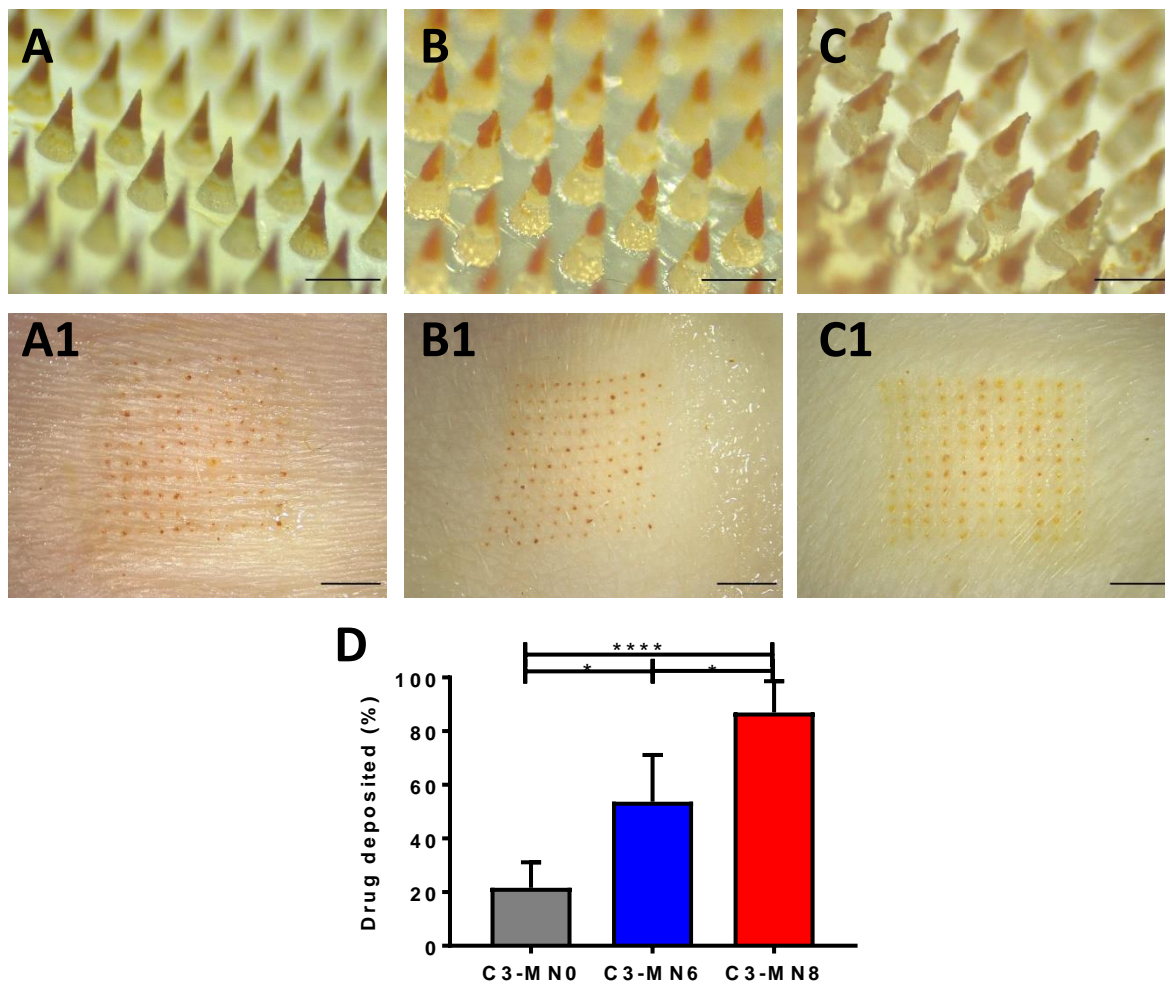 A B C
A1 B1 C1
D
****
* *
Drug deposited (%)
100
80
60
40
20
0
C3-MN0 C3-MN6 C3-MN8